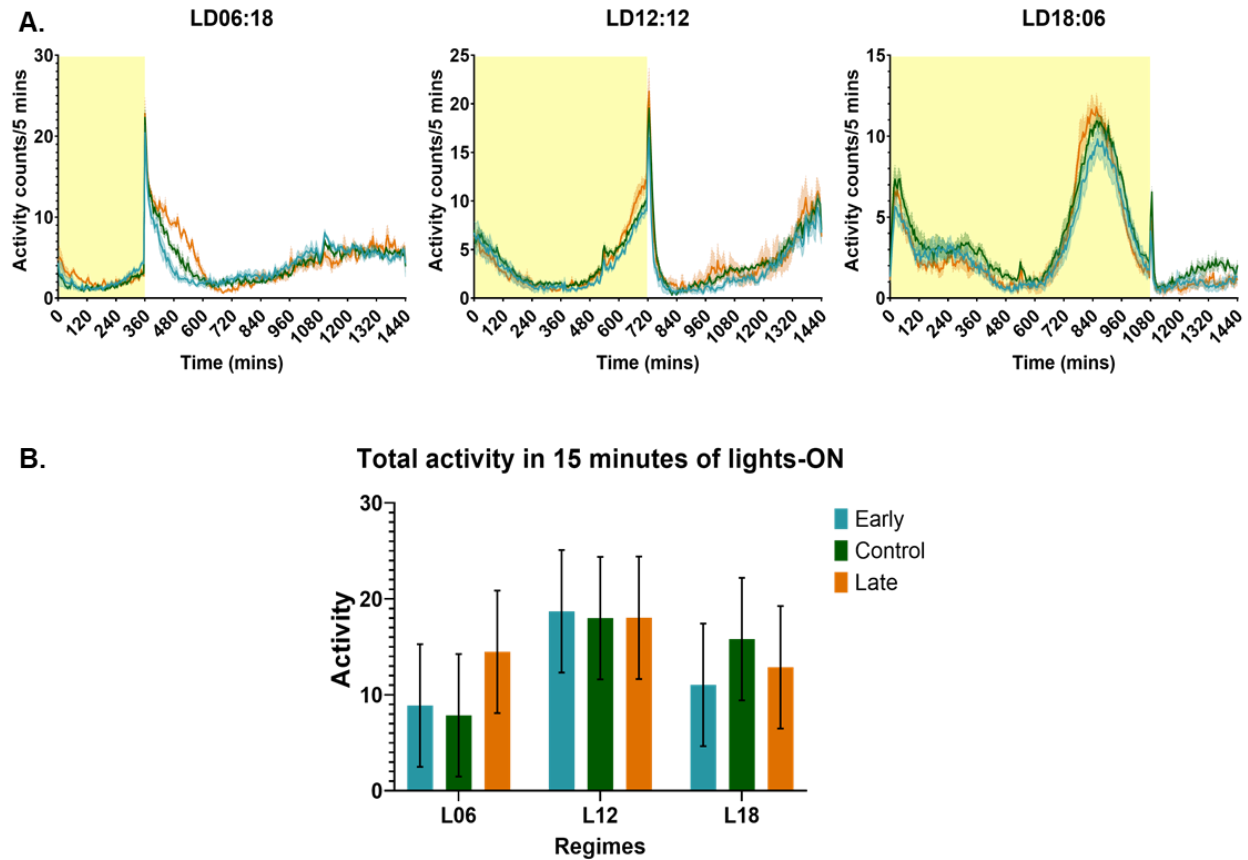 A.
LD06:18
LD12:12
LD18:06
Activity counts/5 mins
30
20
10
0
0 120 240 360 480 600 720 840 960 1080 1200 1320 1440
Time (mins)
Activity counts/5 mins
25
20
15
10
5
0
0 120 240 360 480 600 720 840 960 1080 1200 1320 1440
Time (mins)
Activity counts/5 mins
15
10
5
0
0 120 240 360 480 600 720 840 960 1080 1200 1320 1440
Time (mins)
B.
Total activity in 15 minutes of lights-ON
Activity
30
20
10
0
L06 L12 L18
Regimes
Early
Control
Late